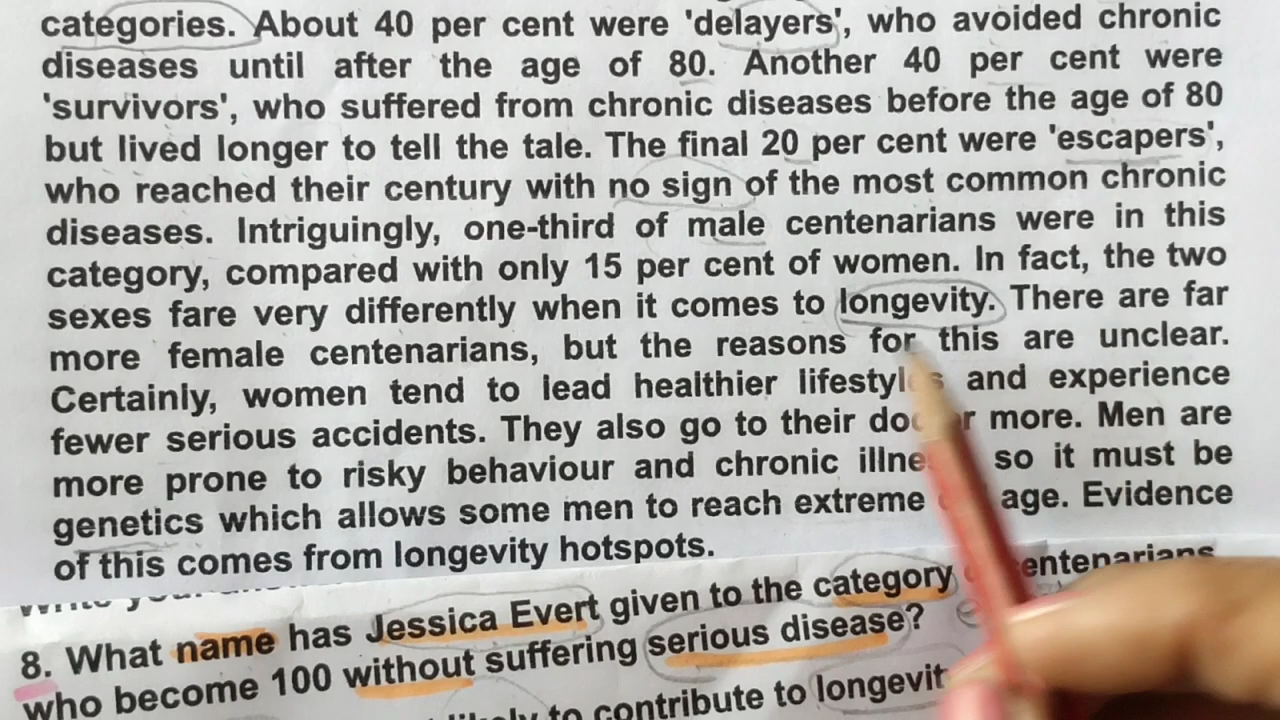 categories. About 40 per cent were 'delayers', who avoided chronic
diseases until after the age of 80. Another 40 per cent were
'survivors', who suffered from chronic diseases before the age of 80
but lived longer to tell the tale. The final 20 per cent were 'escapers',
who reached their century with no sign of the most common chronic
diseases. Intriguingly, one-third of male centenarians were in this
category, compared with only 15 per cent of women. In fact, the two
sexes fare very differently when it comes to longevity. There are far
more female centenarians, but the reasons for this are unclear.
Certainly, women tend to lead healthier lifestyles and experience
fewer serious accidents. They also go to their doctor more. Men are
more prone to risky behaviour and chronic illness so it must be
genetics which allows some men to reach extreme age. Evidence
of this comes from longevity hotspots.
8. What name has Jessica Evert given to the category centenarians
who become 100 without suffering serious disease?
to contribute to